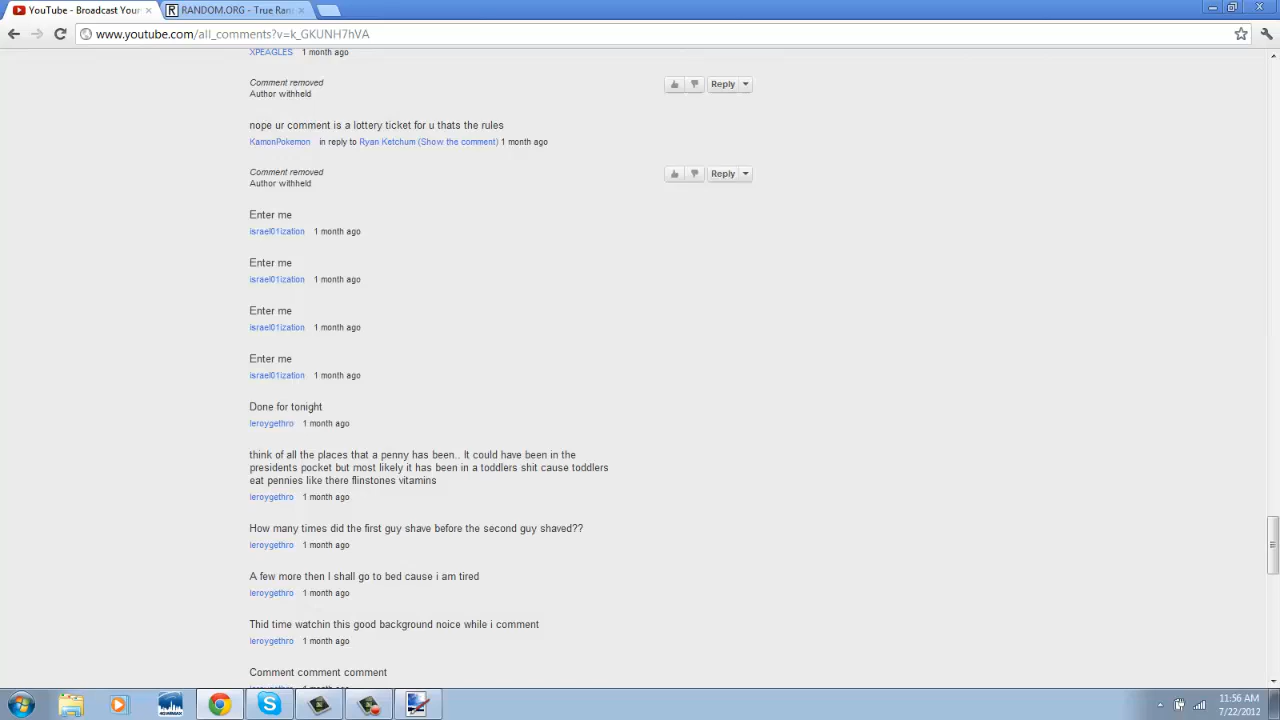 YouTube - Broadcast Your
RANDOM.ORG - True Ran
www.youtube.com/all_comments?v=k_GKUNH7hVA
XPEAGLES 1 month ago
Comment removed
Author withheld
Reply
nope ur comment is a lottery ticket for u thats the rules
KamonPokemon in reply to Ryan Ketchum (Show the comment) 1 month ago
Comment removed
Author withheld
Reply
Enter me
israel01ization 1 month ago
Enter me
israel01ization 1 month ago
Enter me
israel01ization 1 month ago
Enter me
israel01ization 1 month ago
Done for tonight
leroygethro 1 month ago
think of all the places that a penny has been.. It could have been in the
presidents pocket but most likely it has been in a toddlers shit cause toddlers
eat pennies like there flinstones vitamins
leroygethro 1 month ago
How many times did the first guy shave before the second guy shaved??
leroygethro 1 month ago
A few more then I shall go to bed cause i am tired
leroygethro 1 month ago
Thid time watchin this good background noice while i comment
leroygethro 1 month ago
Comment comment comment
leroygethro 1 month ago
11:56 AM
7/22/2012